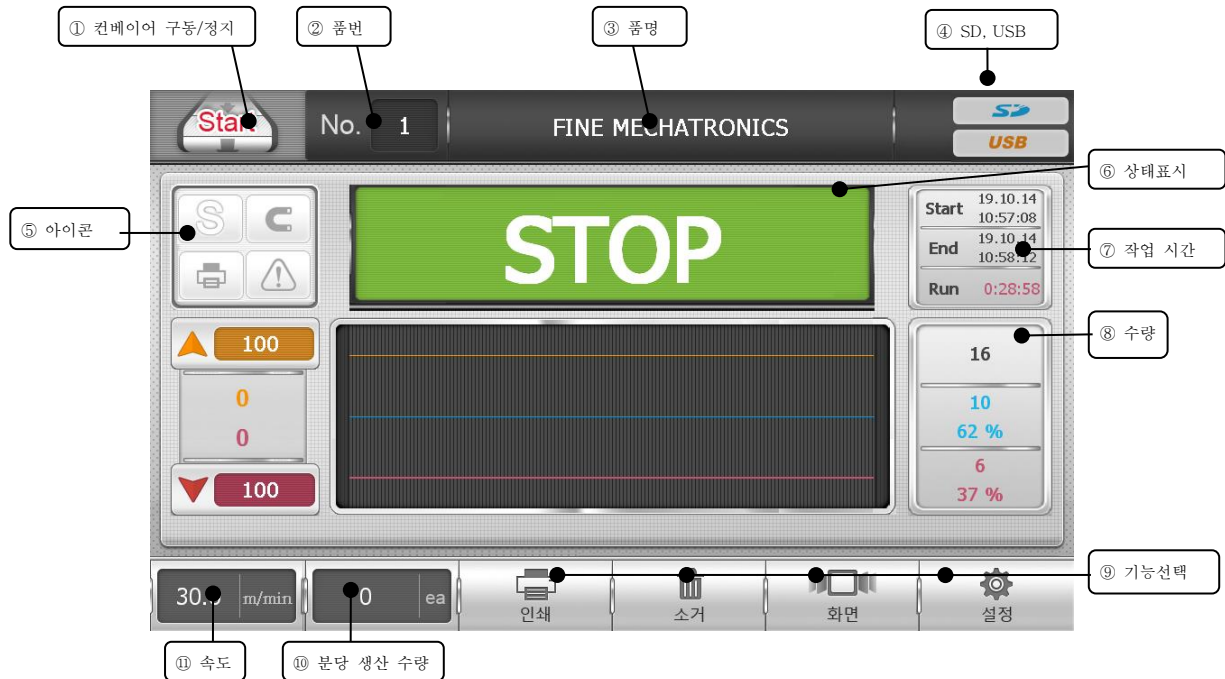 ① 컨베이어 구동/정지
② 품번
③ 품명
④ SD, USB
Start
No. 1
FINE MECHATRONICS
SD
USB
⑤ 아이콘
S
STOP
⑥ 상태표시
Start 19.10.14 10:57:08
End 19.10.14 10:58:12
Run 0:28:58
⑦ 작업 시간
100
0
0
100
16
10
62 %
6
37 %
⑧ 수량
30.0 m/min
0 ea
인쇄
소거
화면
설정
⑨ 기능선택
⑪ 속도
⑩ 분당 생산 수량